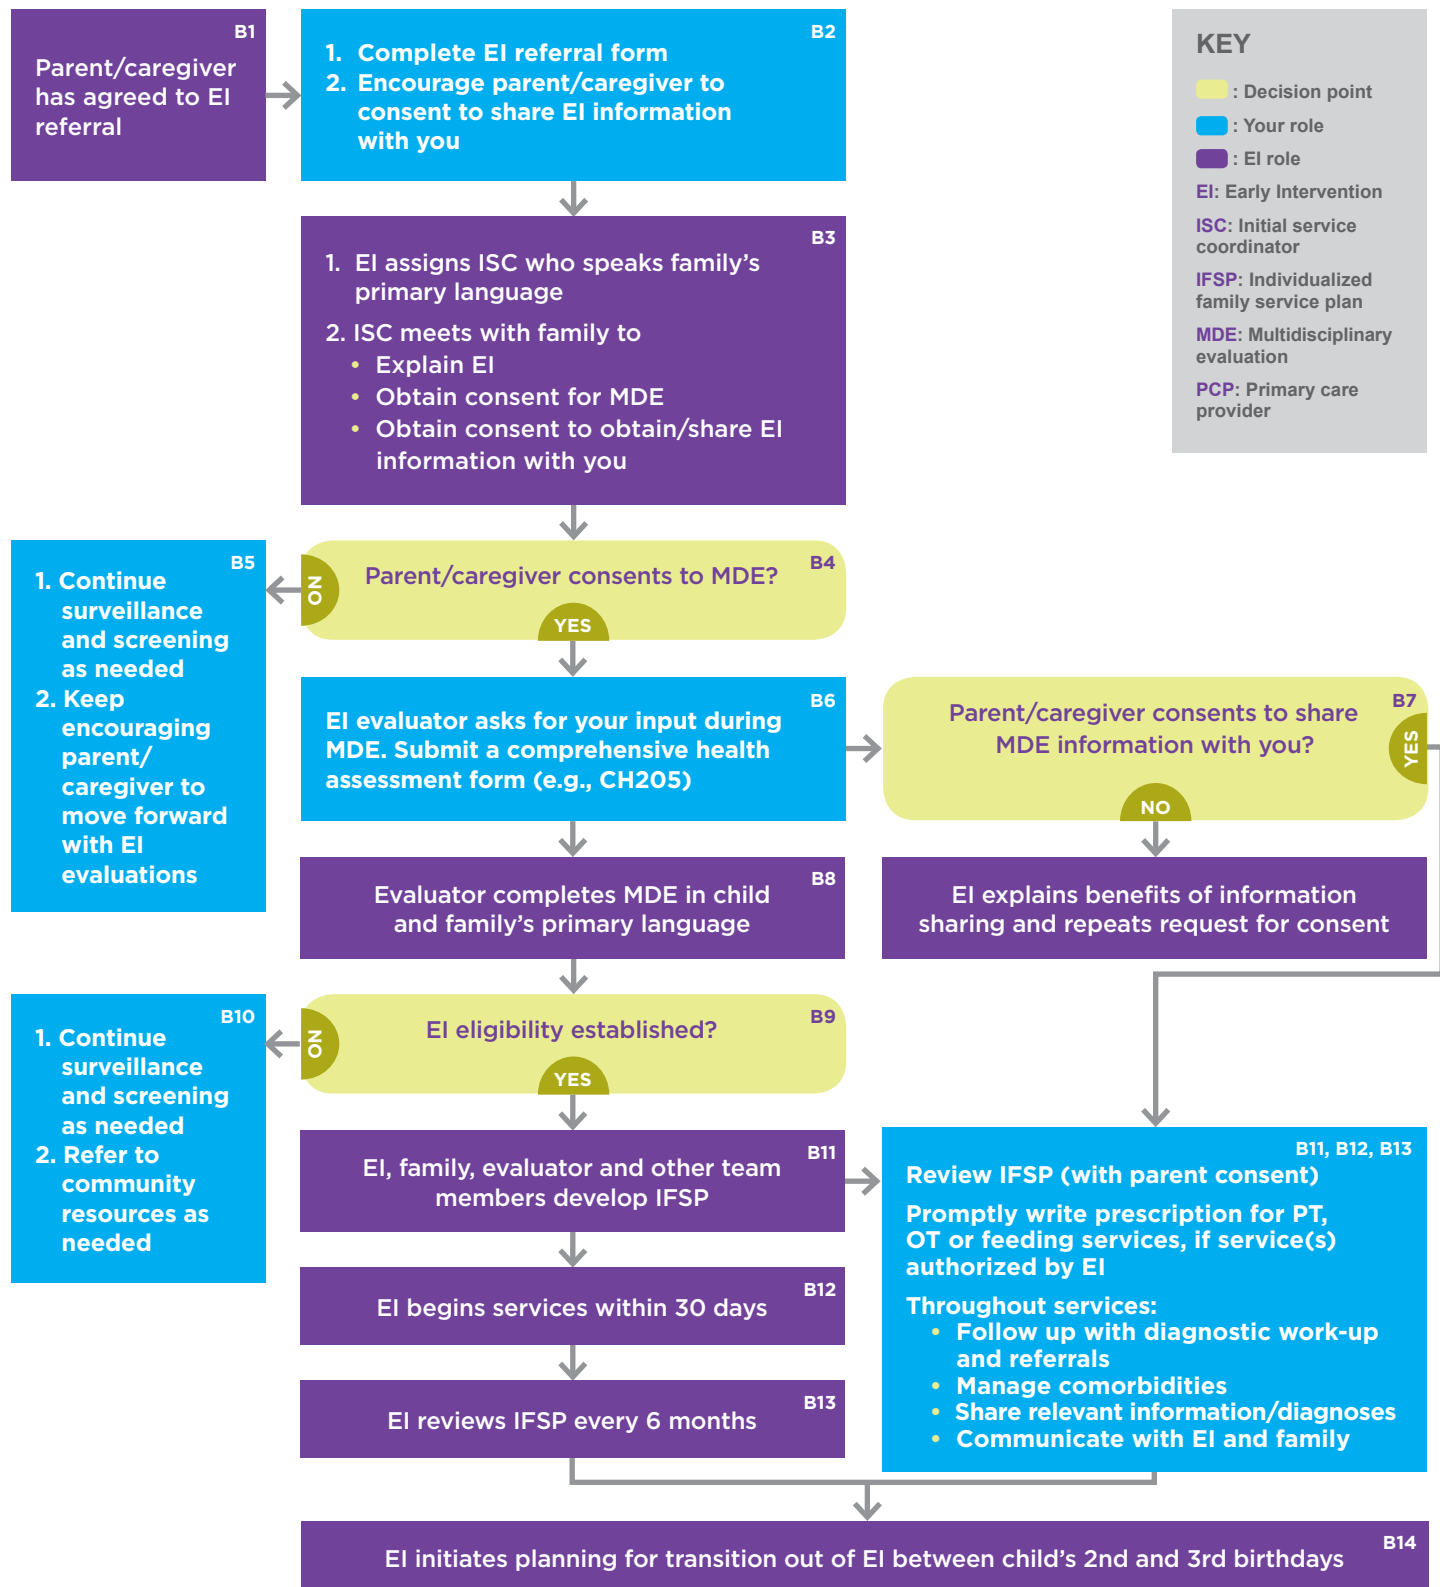 B1
Parent/caregiver
has agreed to EI
referral
B2
1. Complete EI referral form
2. Encourage parent/caregiver to
consent to share EI information
with you
KEY
: Decision point
: Your role
: EI role
EI: Early Intervention
ISC: Initial service
coordinator
IFSP: Individualized
family service plan
MDE: Multidisciplinary
evaluation
PCP: Primary care
provider
B3
1. EI assigns ISC who speaks family’s
primary language
2. ISC meets with family to
• Explain EI
• Obtain consent for MDE
• Obtain consent to obtain/share EI
information with you
B4
Parent/caregiver consents to MDE?
NO
YES
B5
1. Continue
surveillance
and screening
as needed
2. Keep
encouraging
parent/
caregiver to
move forward
with EI
evaluations
B6
EI evaluator asks for your input during
MDE. Submit a comprehensive health
assessment form (e.g., CH205)
B7
Parent/caregiver consents to share
MDE information with you?
YES
NO
B8
Evaluator completes MDE in child
and family’s primary language
EI explains benefits of information
sharing and repeats request for consent
B9
EI eligibility established?
NO
YES
B10
1. Continue
surveillance
and screening
as needed
2. Refer to
community
resources as
needed
B11
EI, family, evaluator and other team
members develop IFSP
B11, B12, B13
Review IFSP (with parent consent)
Promptly write prescription for PT,
OT or feeding services, if service(s)
authorized by EI
Throughout services:
• Follow up with diagnostic work-up
and referrals
• Manage comorbidities
• Share relevant information/diagnoses
• Communicate with EI and family
B12
EI begins services within 30 days
B13
EI reviews IFSP every 6 months
B14
EI initiates planning for transition out of EI between child’s 2nd and 3rd birthdays